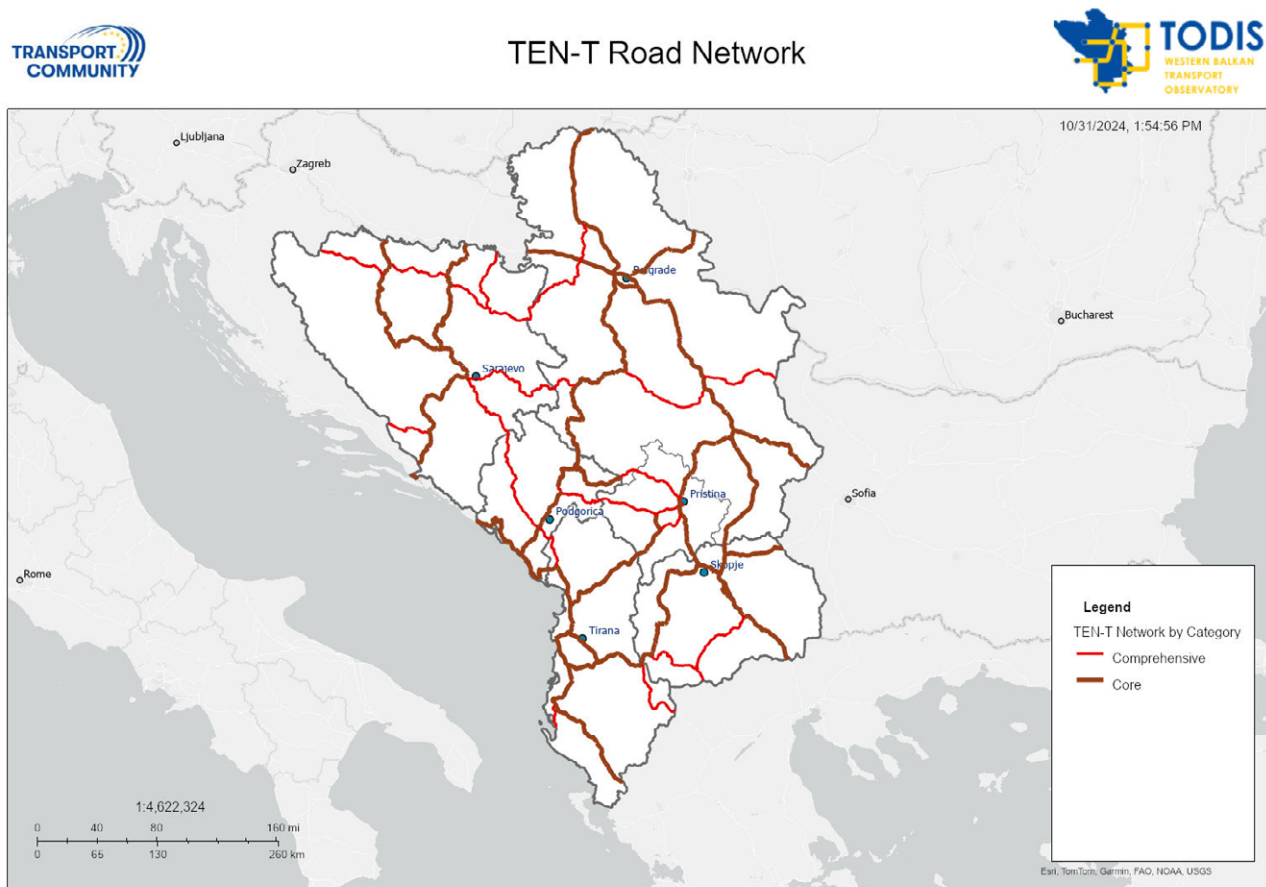 TRANSPORT
COMMUNITY
TEN-T Road Network
TODIS
WESTERN BALKAN
TRANSPORT
OBSERVATORY
10/31/2024, 1:54:56 PM
Ljubljana
Zagreb
Belgrade
Bucharest
Sarajevo
Pristina
Sofia
Podgorica
Skopje
Rome
Tirana
Legend
TEN-T Network by Category
Comprehensive
Core
1:4,622,324
0 40 80 160 mi
0 65 130 260 km
Esri, TomTom, Garmin, FAO, NOAA, USGS